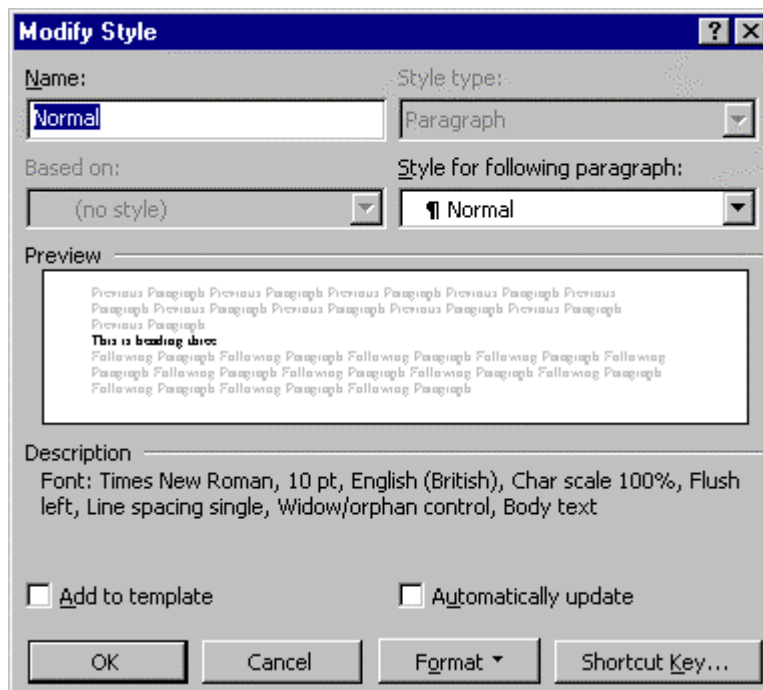 Modify Style
Name:
Style type:
Normal
Paragraph
Based on:
Style for following paragraph:
(no style)
¶ Normal
Preview
Previous Paragraph Previous Paragraph Previous Paragraph Previous Paragraph Previous
Paragraph Previous Paragraph Previous Paragraph Previous Paragraph Previous Paragraph
Previous Paragraph
This is heading three
Following Paragraph Following Paragraph Following Paragraph Following Paragraph Following
Paragraph Following Paragraph Following Paragraph Following Paragraph Following Paragraph
Following Paragraph Following Paragraph Following Paragraph
Description
Font: Times New Roman, 10 pt, English (British), Char scale 100%, Flush
left, Line spacing single, Widow/orphan control, Body text
Add to template
Automatically update
OK
Cancel
Format
Shortcut Key...